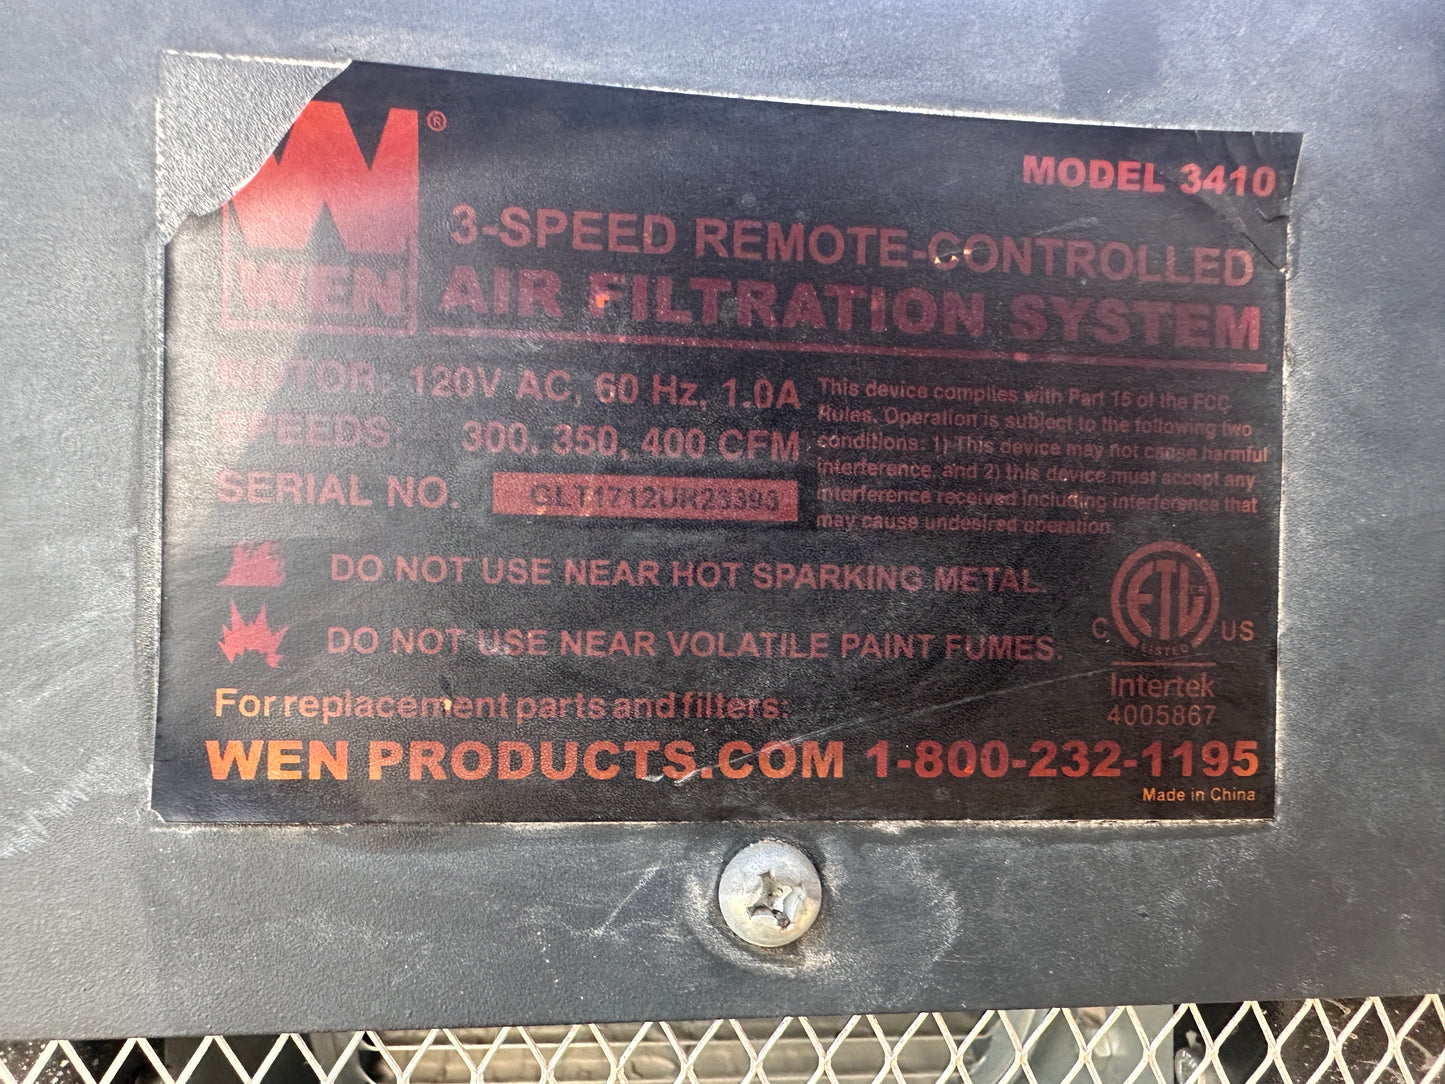 ®
WEN
MODEL 3410
3-SPEED REMOTE-CONTROLLED
AIR FILTRATION SYSTEM
MOTOR: 120V AC, 60 Hz, 1.0A
SPEEDS: 300, 350, 400 CFM
SERIAL NO. GLT1712UR23393
This device complies with Part 15 of the FCC
Rules. Operation is subject to the following two
conditions: 1) This device may not cause harmful
interference, and 2) this device must accept any
interference received including interference that
may cause undesired operation.
DO NOT USE NEAR HOT SPARKING METAL.
DO NOT USE NEAR VOLATILE PAINT FUMES.
ETL
LISTED
C US
Intertek
4005867
For replacement parts and filters:
WEN PRODUCTS.COM 1-800-232-1195
Made in China